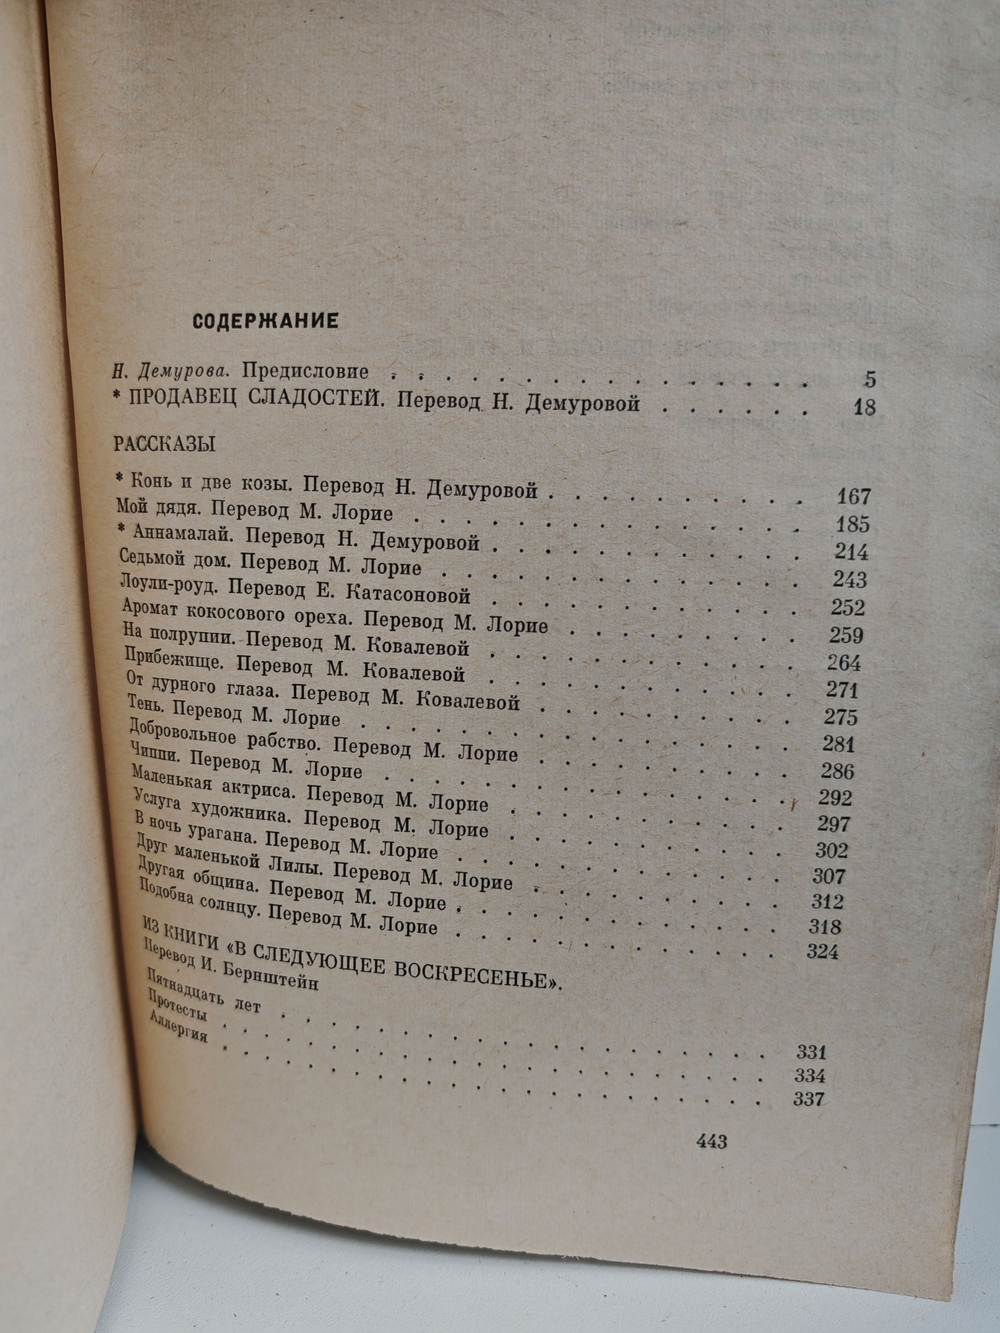 СОДЕРЖАНИЕ
Н. Демурова. Предисловие . . . . . . . . . . . . . . . . 5
* ПРОДАВЕЦ СЛАДОСТЕЙ. Перевод Н. Демуровой . . . . . . 18
РАССКАЗЫ
* Конь и две козы. Перевод Н. Демуровой . . . . . . . . . . 167
Мой дядя. Перевод М. Лорие . . . . . . . . . . . . . . . 185
* Аннамалай. Перевод Н. Демуровой . . . . . . . . . . . . 214
Седьмой дом. Перевод М. Лорие . . . . . . . . . . . . . . 243
Лоули-роуд. Перевод Е. Катасоновой . . . . . . . . . . . . 252
Аромат кокосового ореха. Перевод М. Лорие . . . . . . . . . 259
На полрупии. Перевод М. Ковалевой . . . . . . . . . . . . 264
Прибежище. Перевод М. Ковалевой . . . . . . . . . . . . 271
От дурного глаза. Перевод М. Ковалевой . . . . . . . . . . 275
Тень. Перевод М. Лорие . . . . . . . . . . . . . . . . . 281
Добровольное рабство. Перевод М. Лорие . . . . . . . . . . 286
Чиппи. Перевод М. Лорие . . . . . . . . . . . . . . . . 292
Маленькая актриса. Перевод М. Лорие . . . . . . . . . . . 297
Услуга художника. Перевод М. Лорие . . . . . . . . . . . 302
В ночь урагана. Перевод М. Лорие . . . . . . . . . . . . . 307
Друг маленькой Лилы. Перевод М. Лорие . . . . . . . . . . 312
Другая община. Перевод М. Лорие . . . . . . . . . . . . . 318
Подобна солнцу. Перевод М. Лорие . . . . . . . . . . . . . 324
ИЗ КНИГИ «В СЛЕДУЮЩЕЕ ВОСКРЕСЕНЬЕ».
Перевод И. Бернштейн
Пятнадцать лет . . . . . . . . . . . . . . . . . . . 331
Протесты . . . . . . . . . . . . . . . . . . . . . 334
Аллергия . . . . . . . . . . . . . . . . . . . . . 337
443